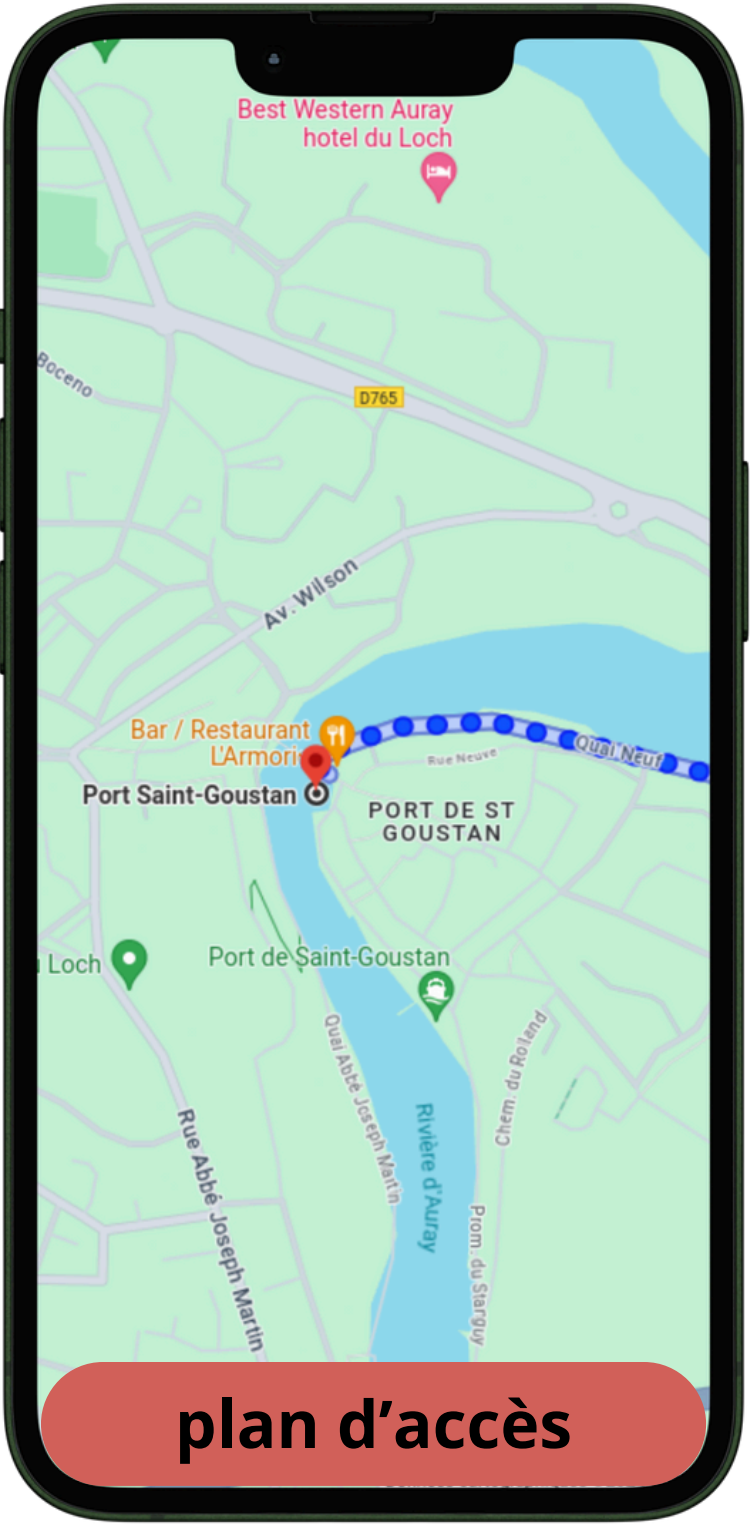 Best Western Auray
hotel du Loch
Boceno
D765
Av. Wilson
Bar / Restaurant
L'Armori
Quai Neuf
Rue Neuve
Port Saint-Goustan
PORT DE ST
GOUSTAN
Loch
Port de Saint-Goustan
Quai Abbé Joseph Martin
Chem. du Rolland
Rivière d'Auray
Rue Abbé Joseph Martin
Prom. du Starguy
plan d’accès